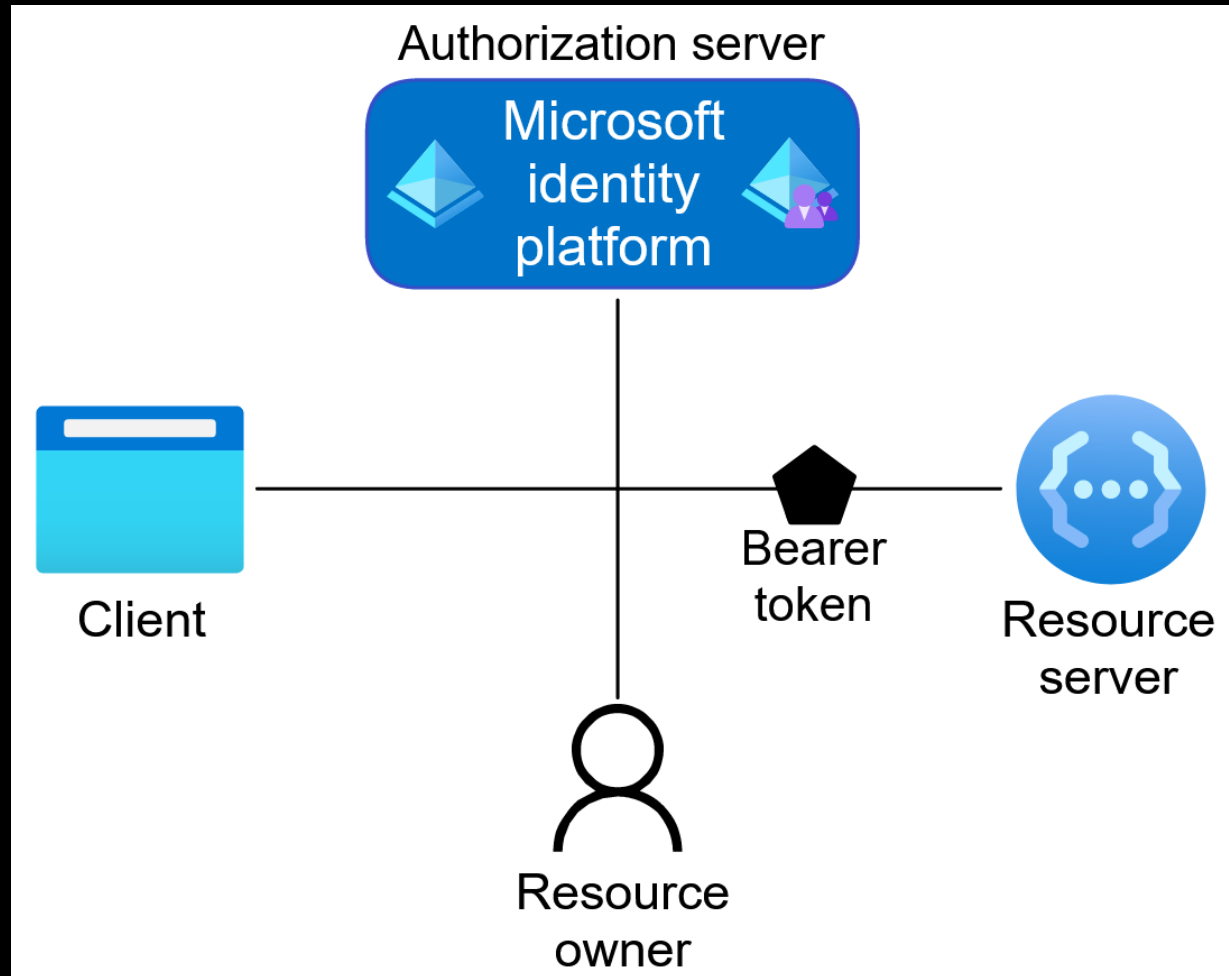 Authorization server
Microsoft
identity
platform
Client
Bearer
token
Resource
server
Resource
owner